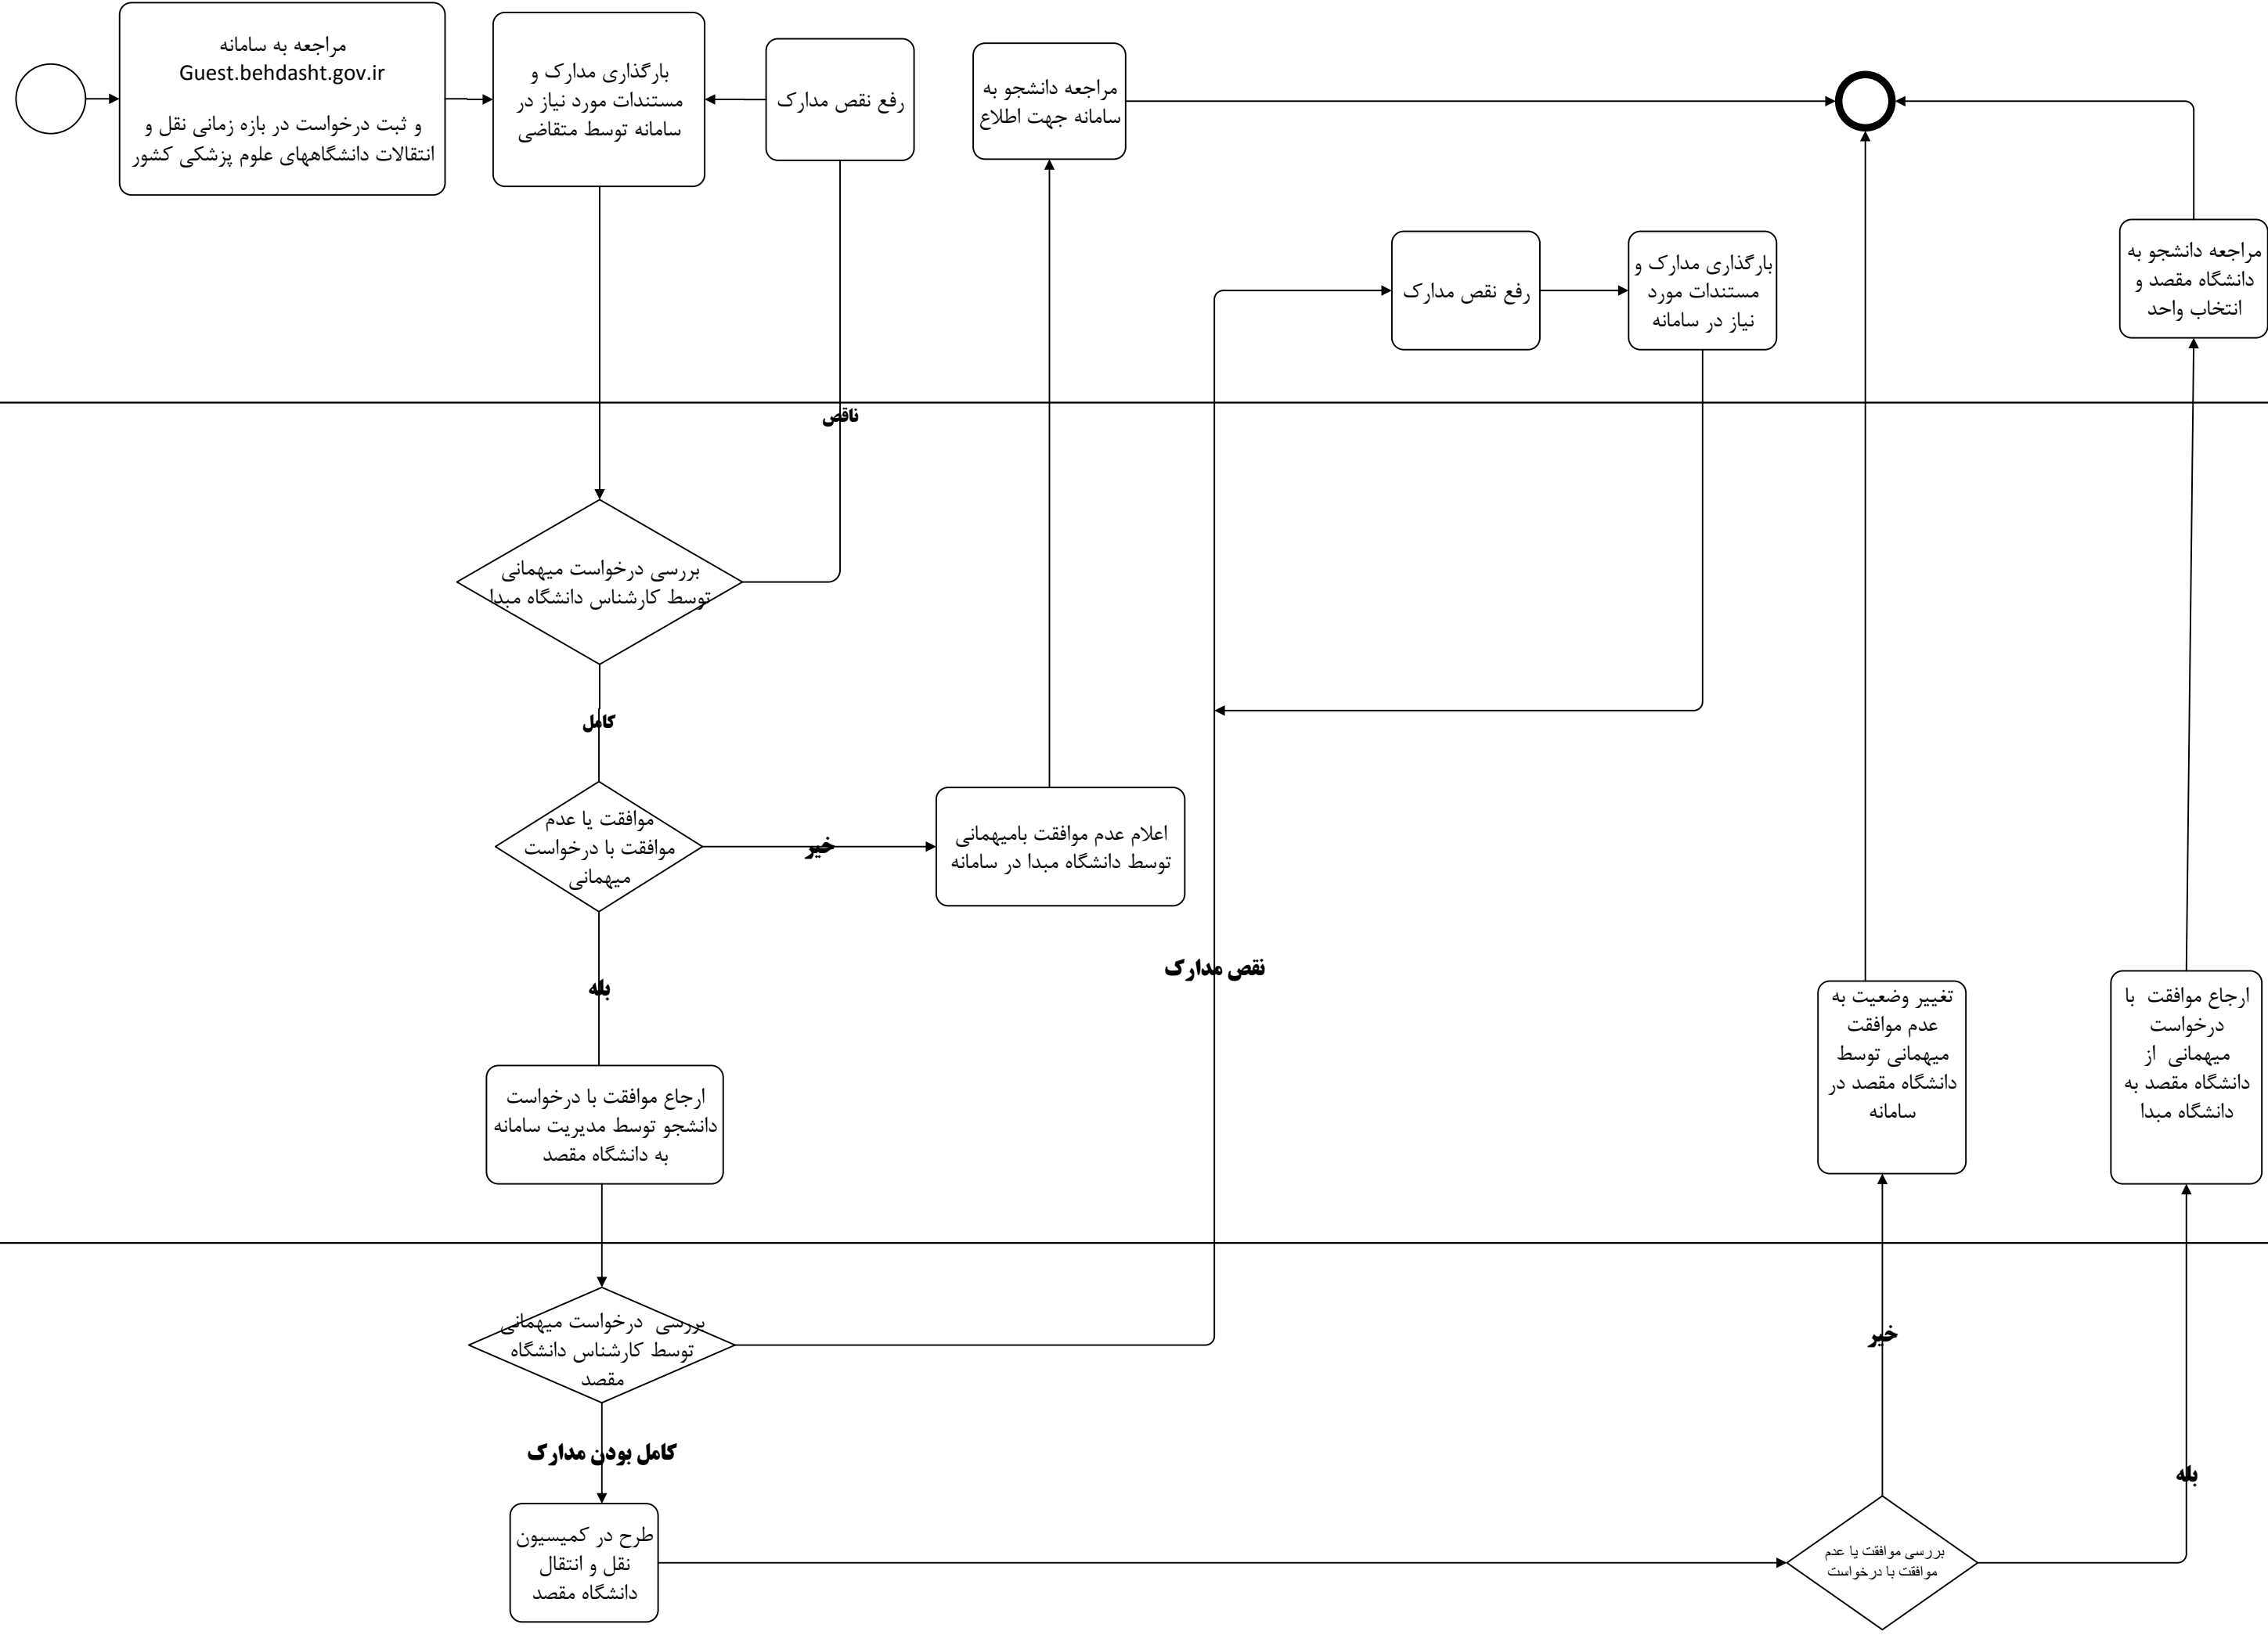 مراجعه به سامانه
Guest.behdasht.gov.ir
و ثبت درخواست در بازه زمانی نقل و
انتقالات دانشگاههای علوم پزشکی کشور
بارگذاری مدارک و
مستندات مورد نیاز در
سامانه توسط متقاضی
رفع نقص مدارک
مراجعه دانشجو به
سامانه جهت اطلاع
رفع نقص مدارک
بارگذاری مدارک و
مستندات مورد
نیاز در سامانه
مراجعه دانشجو به
دانشگاه مقصد و
انتخاب واحد
ناقص
بررسی درخواست میهمانی
توسط کارشناس دانشگاه مبدا
کامل
موافقت یا عدم
موافقت با درخواست
میهمانی
خیر
اعلام عدم موافقت بامیهمانی
توسط دانشگاه مبدا در سامانه
بله
نقص مدارک
تغییر وضعیت به
عدم موافقت
میهمانی توسط
دانشگاه مقصد در
سامانه
ارجاع موافقت با
درخواست
میهمانی از
دانشگاه مقصد به
دانشگاه مبدا
ارجاع موافقت با درخواست
دانشجو توسط مدیریت سامانه
به دانشگاه مقصد
بررسی درخواست میهمانی
توسط کارشناس دانشگاه
مقصد
خیر
کامل بودن مدارک
بله
طرح در کمیسیون
نقل و انتقال
دانشگاه مقصد
بررسی موافقت یا عدم
موافقت با درخواست